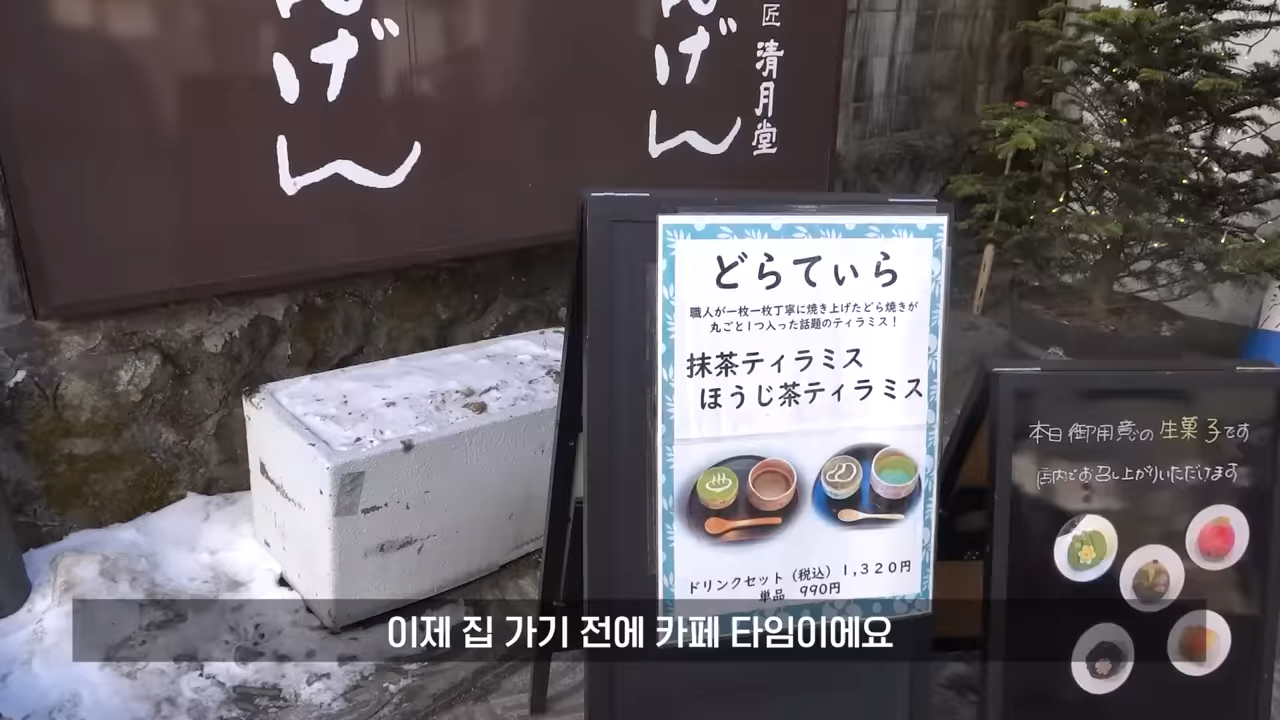 げん
げん
匠 清月堂
どらてぃら
職人が一枚一枚丁寧に焼き上げたどら焼きが
丸ごと1つ入った話題のティラミス！
抹茶ティラミス
ほうじ茶ティラミス
ドリンクセット（税込）1,320円
単品 990円
本日御用意の生菓子です
店内でお召し上がりいただけます
이제 집 가기 전에 카페 타임이에요